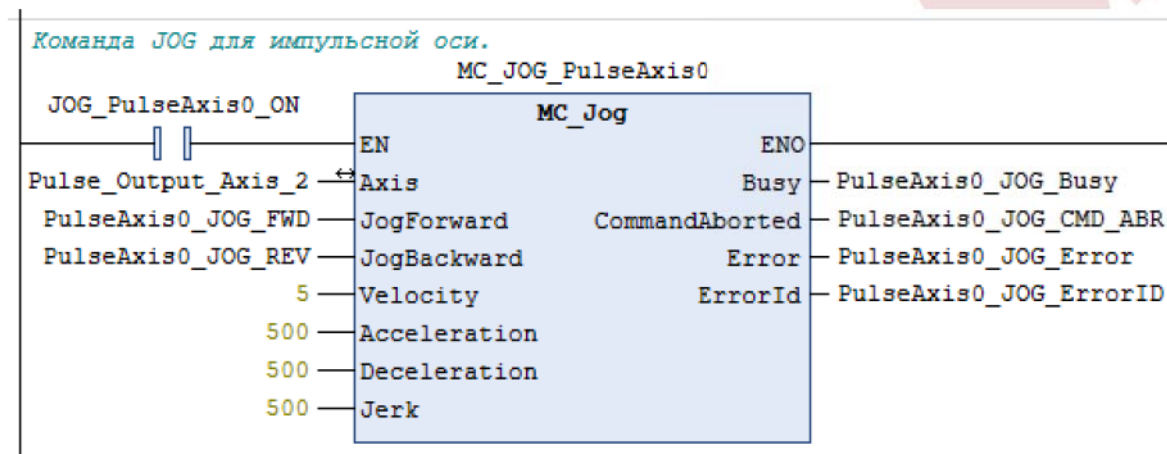 Команда JOG для импульсной оси.
MC_JOG_PulseAxis0
JOG_PulseAxis0_ON
MC_Jog
EN ENO
Pulse_Output_Axis_2 Axis Busy PulseAxis0_JOG_Busy
PulseAxis0_JOG_FWD JogForward CommandAborted PulseAxis0_JOG_CMD_ABR
PulseAxis0_JOG_REV JogBackward Error PulseAxis0_JOG_Error
5 Velocity ErrorId PulseAxis0_JOG_ErrorID
500 Acceleration
500 Deceleration
500 Jerk